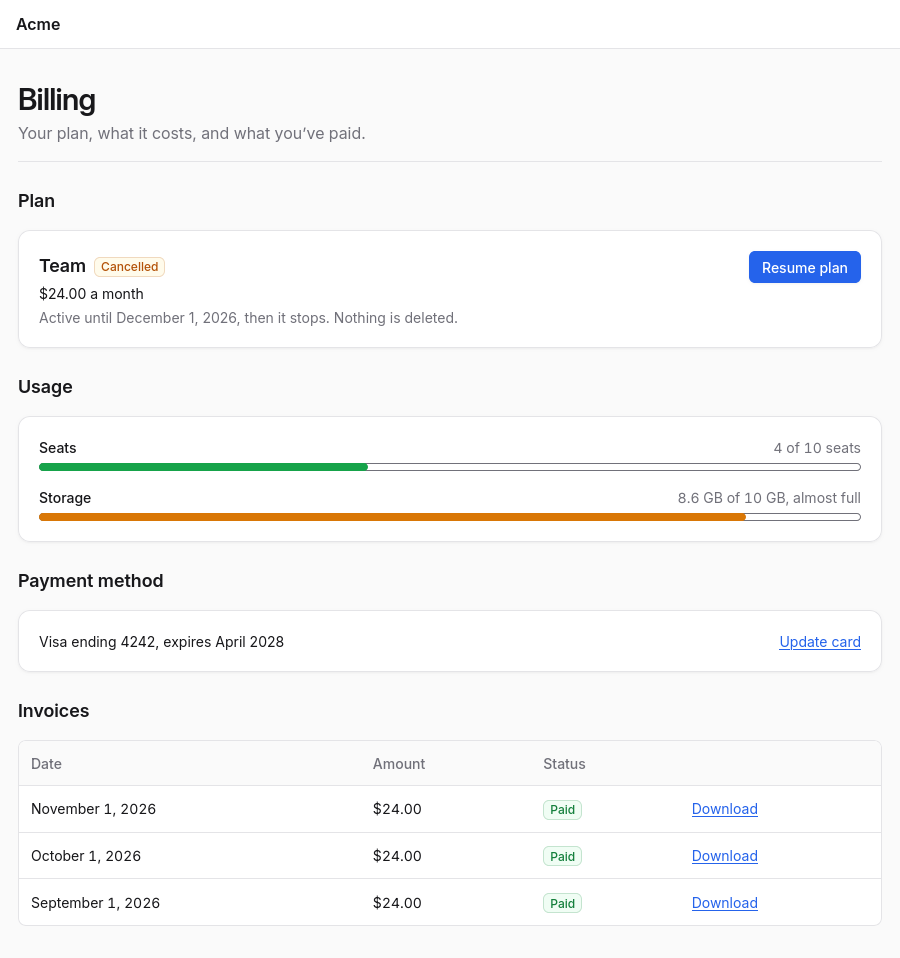 Acme
Billing
Your plan, what it costs, and what you’ve paid.
Plan
Team Cancelled
Resume plan
$24.00 a month
Active until December 1, 2026, then it stops. Nothing is deleted.
Usage
Seats 4 of 10 seats
Storage 8.6 GB of 10 GB, almost full
Payment method
Visa ending 4242, expires April 2028 Update card
Invoices
Date Amount Status
November 1, 2026 $24.00 Paid Download
October 1, 2026 $24.00 Paid Download
September 1, 2026 $24.00 Paid Download